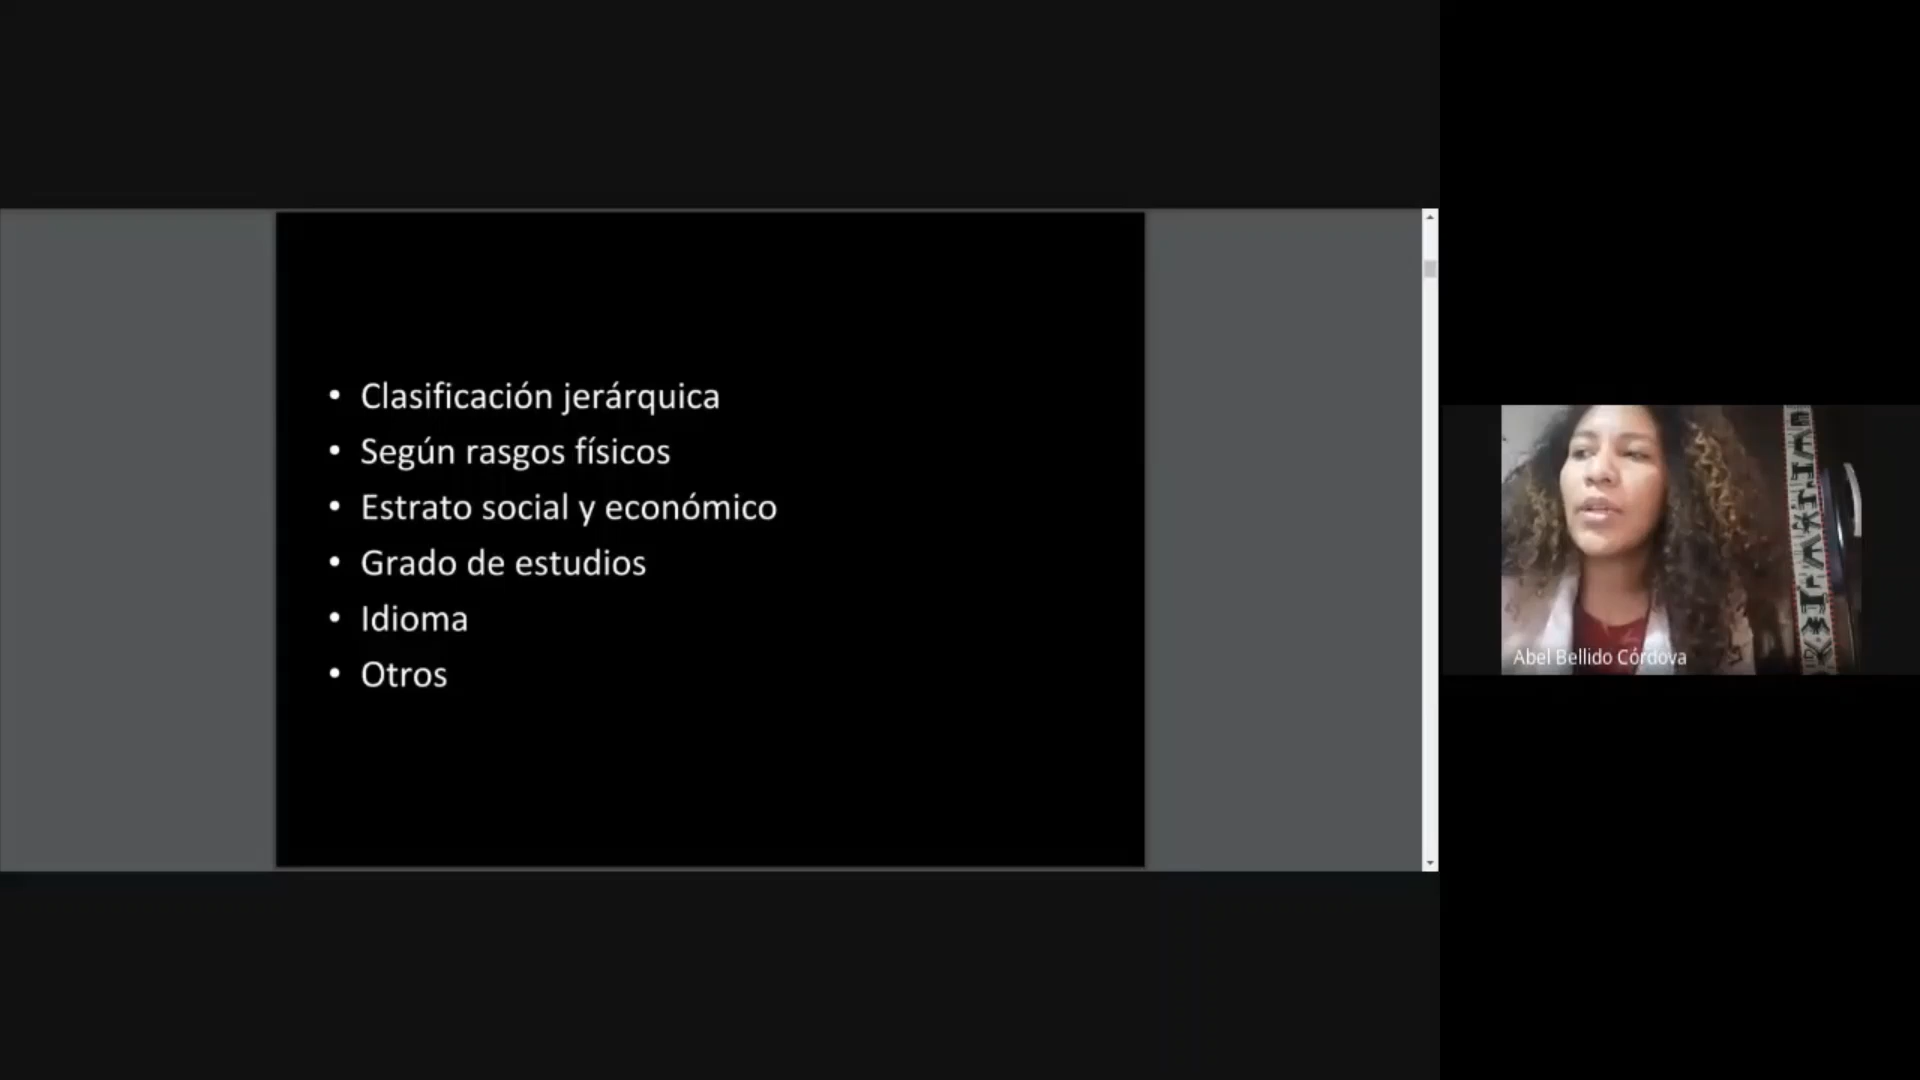 • Clasificación jerárquica
• Según rasgos físicos
• Estrato social y económico
• Grado de estudios
• Idioma
• Otros
Abel Bellido Córdova